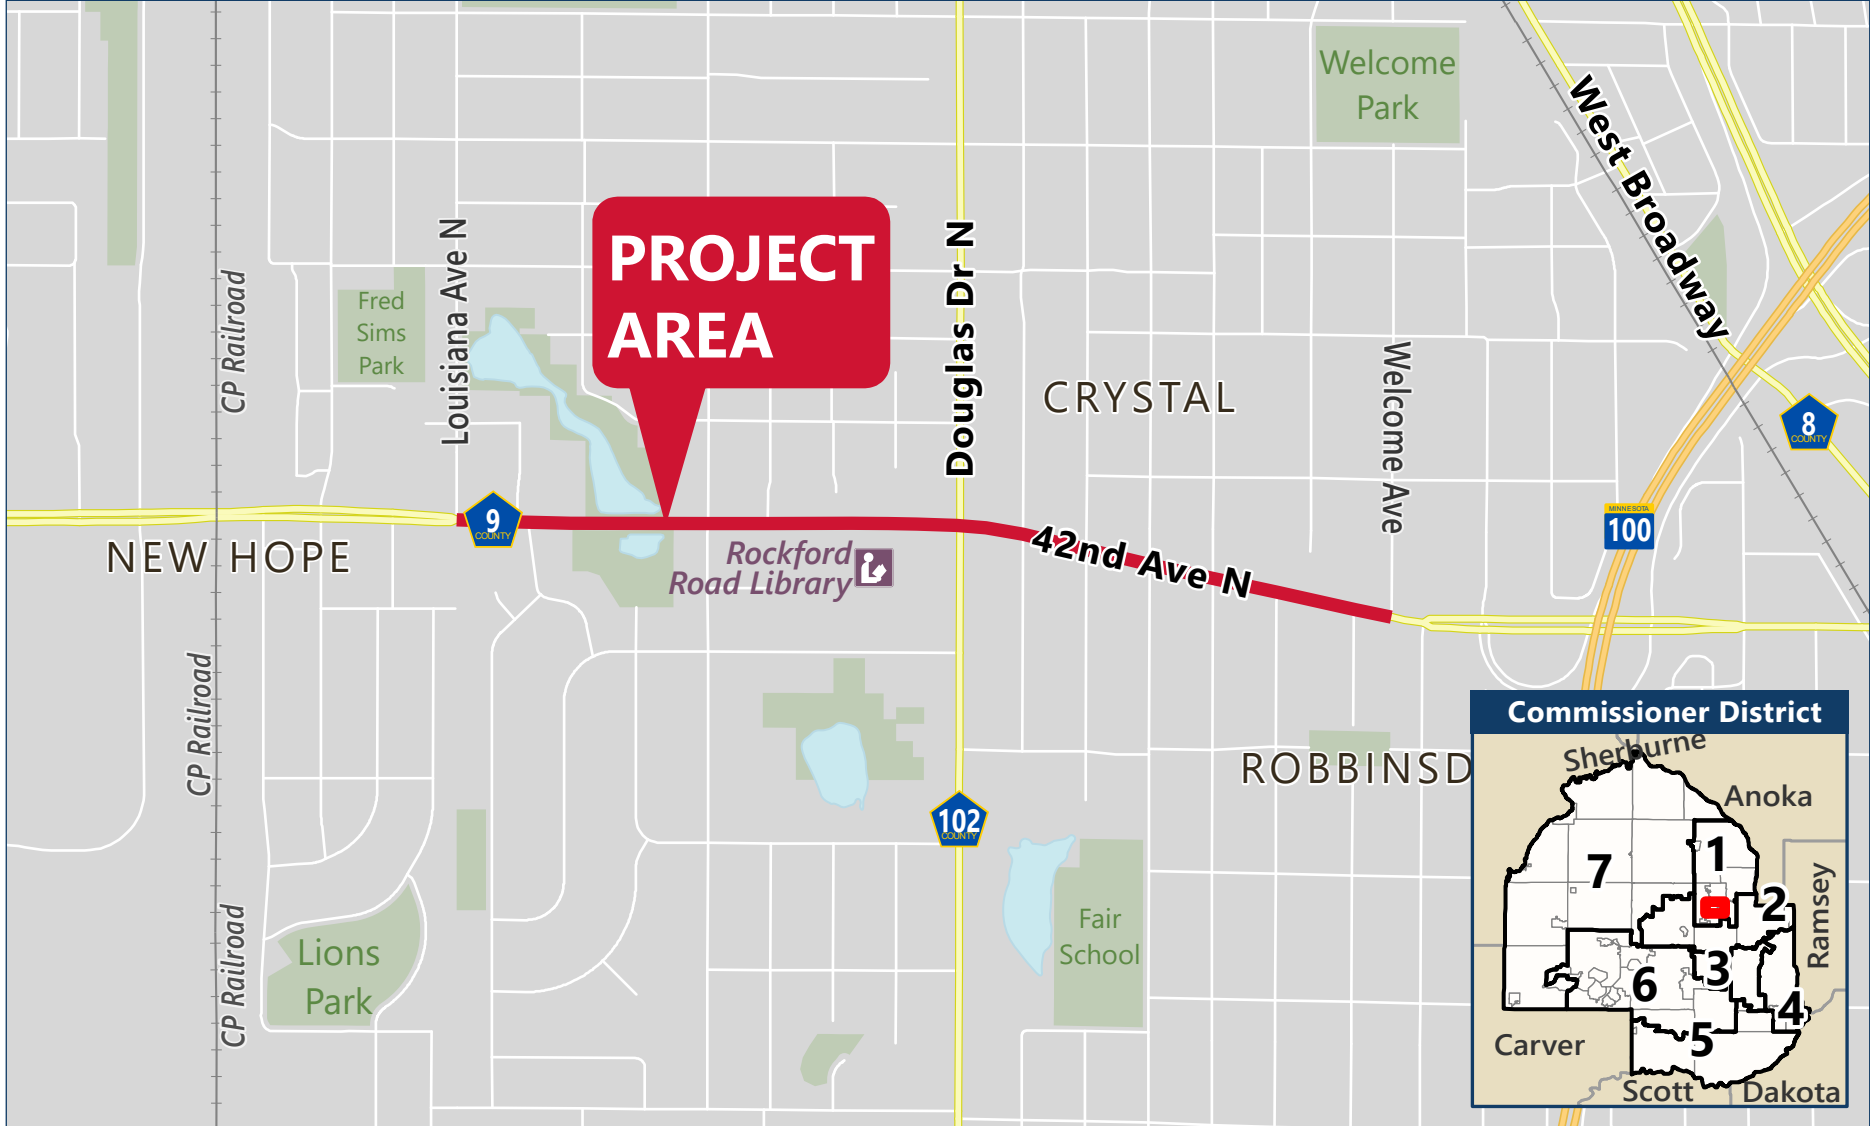 Welcome
Park
West Broadway
PROJECT
AREA
Louisiana Ave N
Douglas Dr N
CP Railroad
Fred
Sims
Park
CRYSTAL
Welcome Ave
8
COUNTY
9
COUNTY
MINNESOTA
100
NEW HOPE
Rockford
Road Library
42nd Ave N
CP Railroad
ROBBINSD
102
COUNTY
CP Railroad
Lions
Park
Fair
School
Commissioner District
Sherburne
Anoka
1
7
2
Ramsey
3
6
4
5
Carver
Scott
Dakota